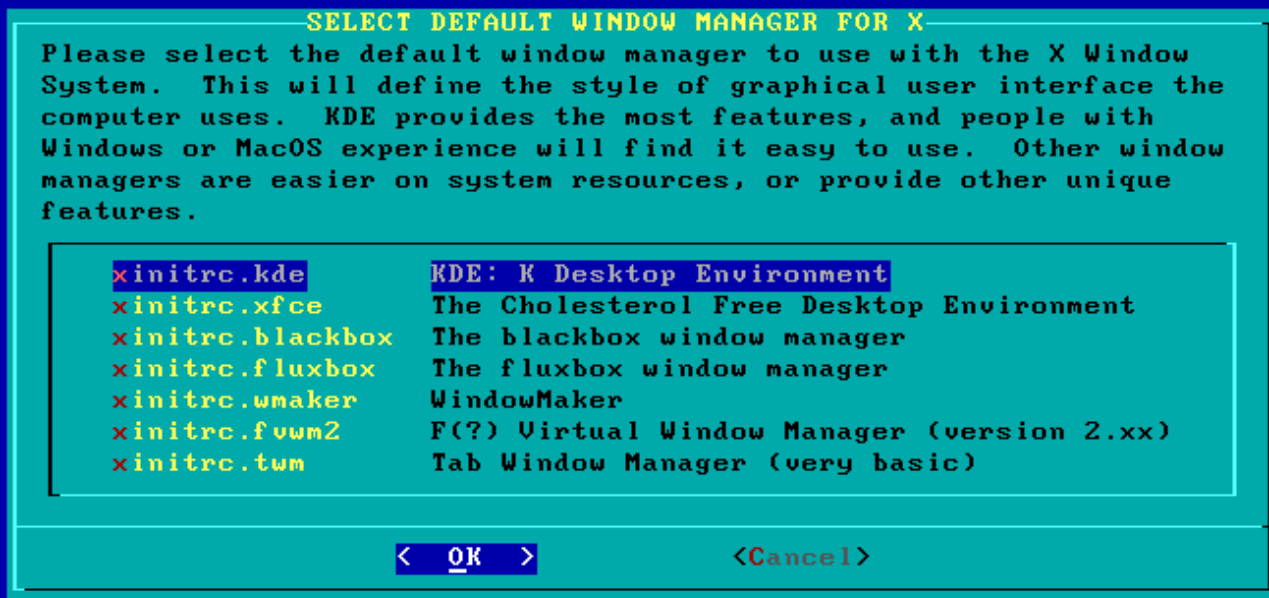 SELECT DEFAULT WINDOW MANAGER FOR X
Please select the default window manager to use with the X Window
System.  This will define the style of graphical user interface the
computer uses.  KDE provides the most features, and people with
Windows or MacOS experience will find it easy to use.  Other window
managers are easier on system resources, or provide other unique
features.
xinitrc.kde KDE: K Desktop Environment
xinitrc.xfce The Cholesterol Free Desktop Environment
xinitrc.blackbox The blackbox window manager
xinitrc.fluxbox The fluxbox window manager
xinitrc.wmaker WindowMaker
xinitrc.fvwm2 F(?) Virtual Window Manager (version 2.xx)
xinitrc.twm Tab Window Manager (very basic)
< OK > <Cancel>